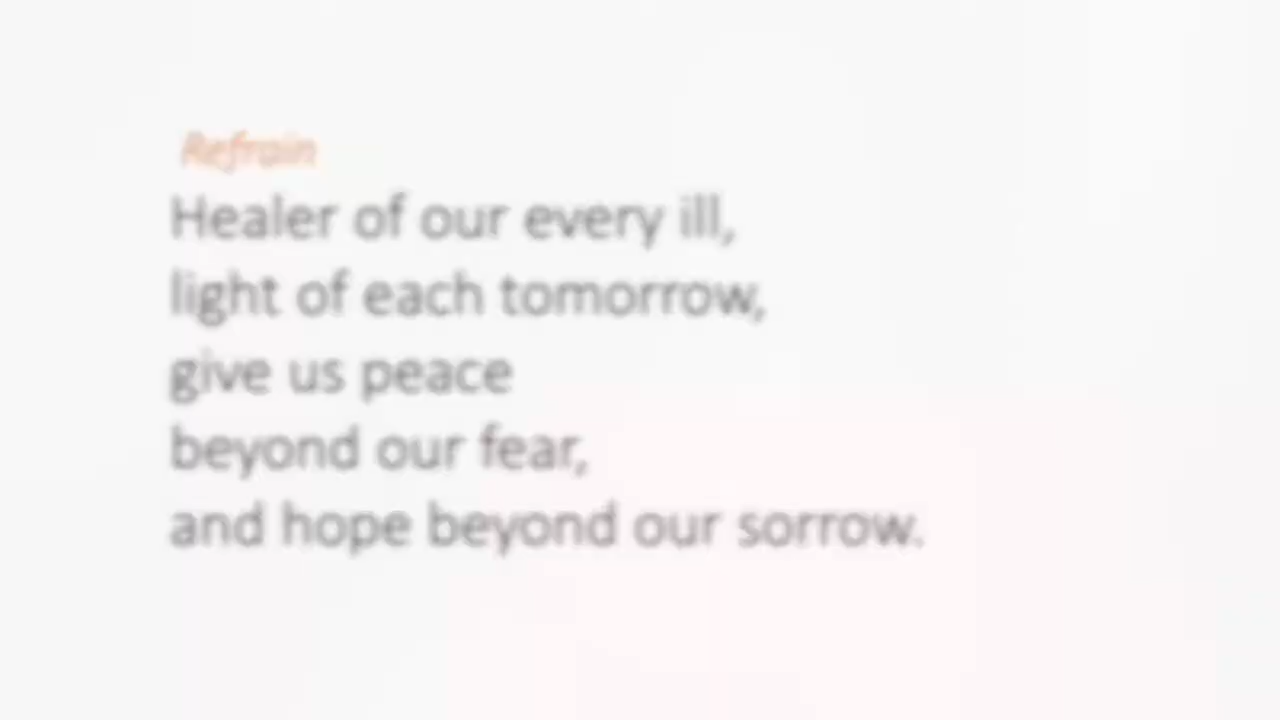 Refrain
Healer of our every ill,
light of each tomorrow,
give us peace
beyond our fear,
and hope beyond our sorrow.